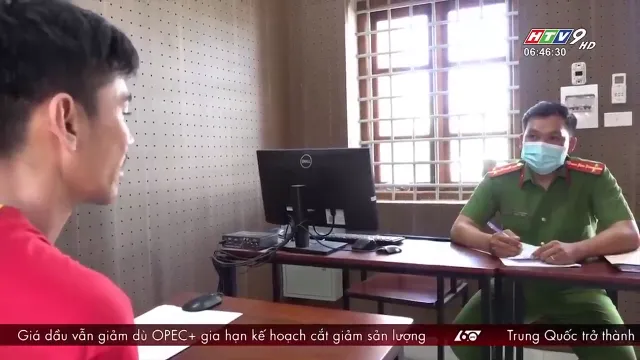 HTV9 HD
06:46:30
DELL
Giá dầu vẫn giảm dù OPEC+ gia hạn kế hoạch cắt giảm sản lượng 60 Trung Quốc trở thành